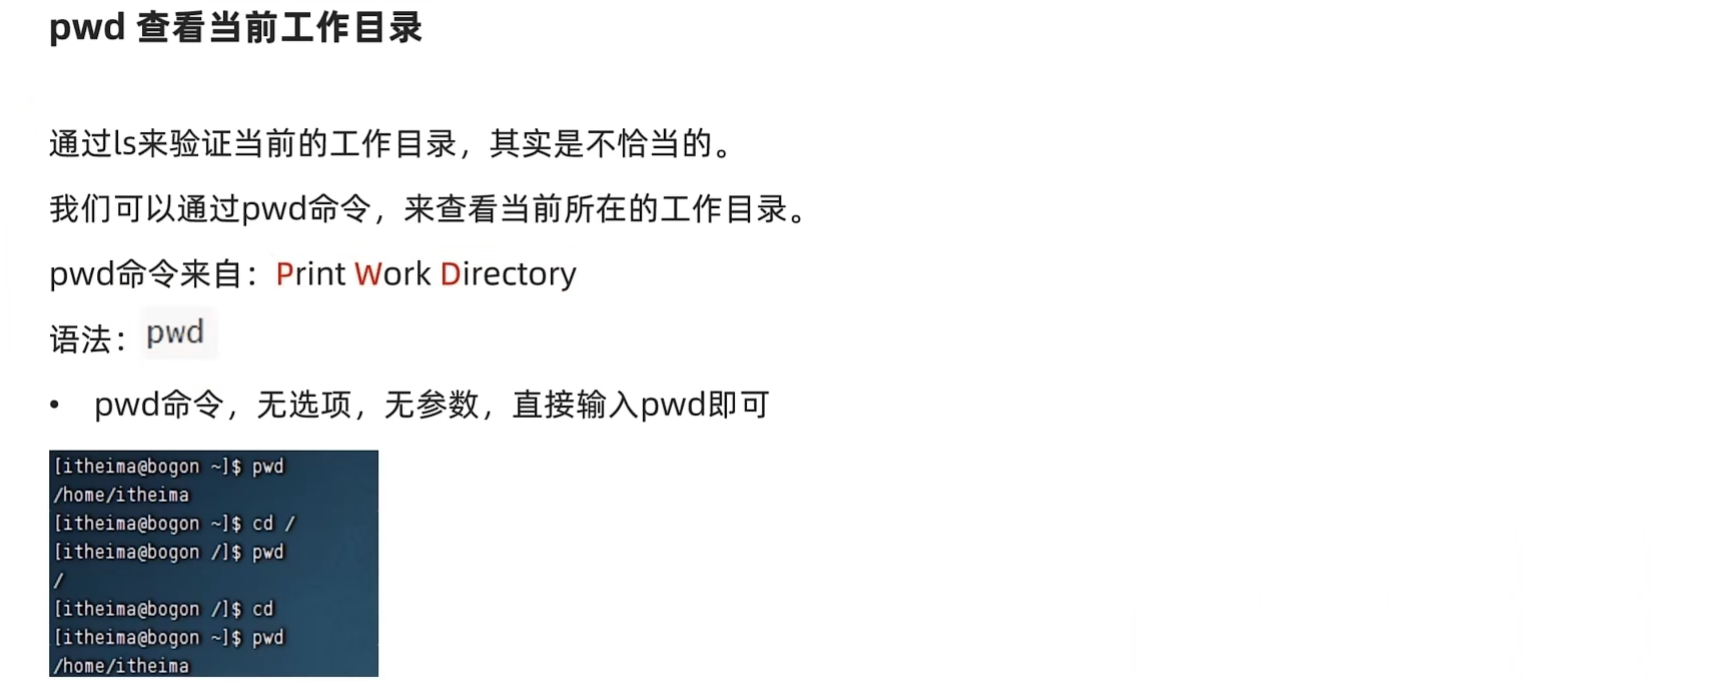 pwd 查看当前工作目录
通过ls来验证当前的工作目录，其实是不恰当的。
我们可以通过pwd命令，来查看当前所在的工作目录。
pwd命令来自：Print Work Directory
语法：pwd
• pwd命令，无选项，无参数，直接输入pwd即可
[itheima@bogon ~]$ pwd
/home/itheima
[itheima@bogon ~]$ cd /
[itheima@bogon /]$ pwd
/
[itheima@bogon /]$ cd
[itheima@bogon ~]$ pwd
/home/itheima